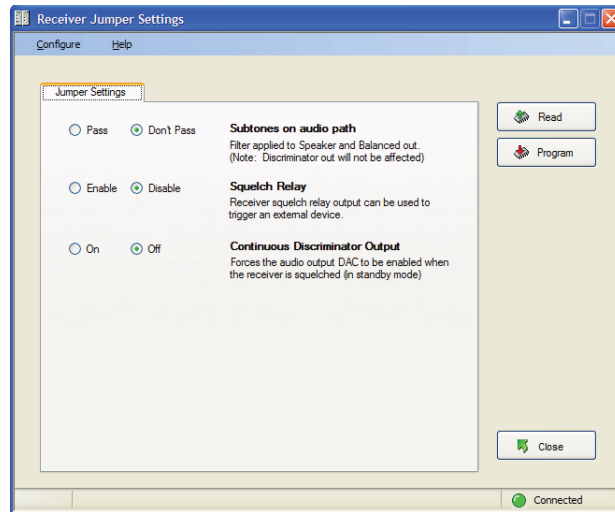 Receiver Jumper Settings
Configure Help
Jumper Settings
Pass Don't Pass Subtones on audio path
Filter applied to Speaker and Balanced out.
(Note: Discriminator out will not be affected)
Enable Disable Squelch Relay
Receiver squelch relay output can be used to
trigger an external device.
On Off Continuous Discriminator Output
Forces the audio output DAC to be enabled when
the receiver is squelched (in standby mode)
Read
Program
Close
Connected